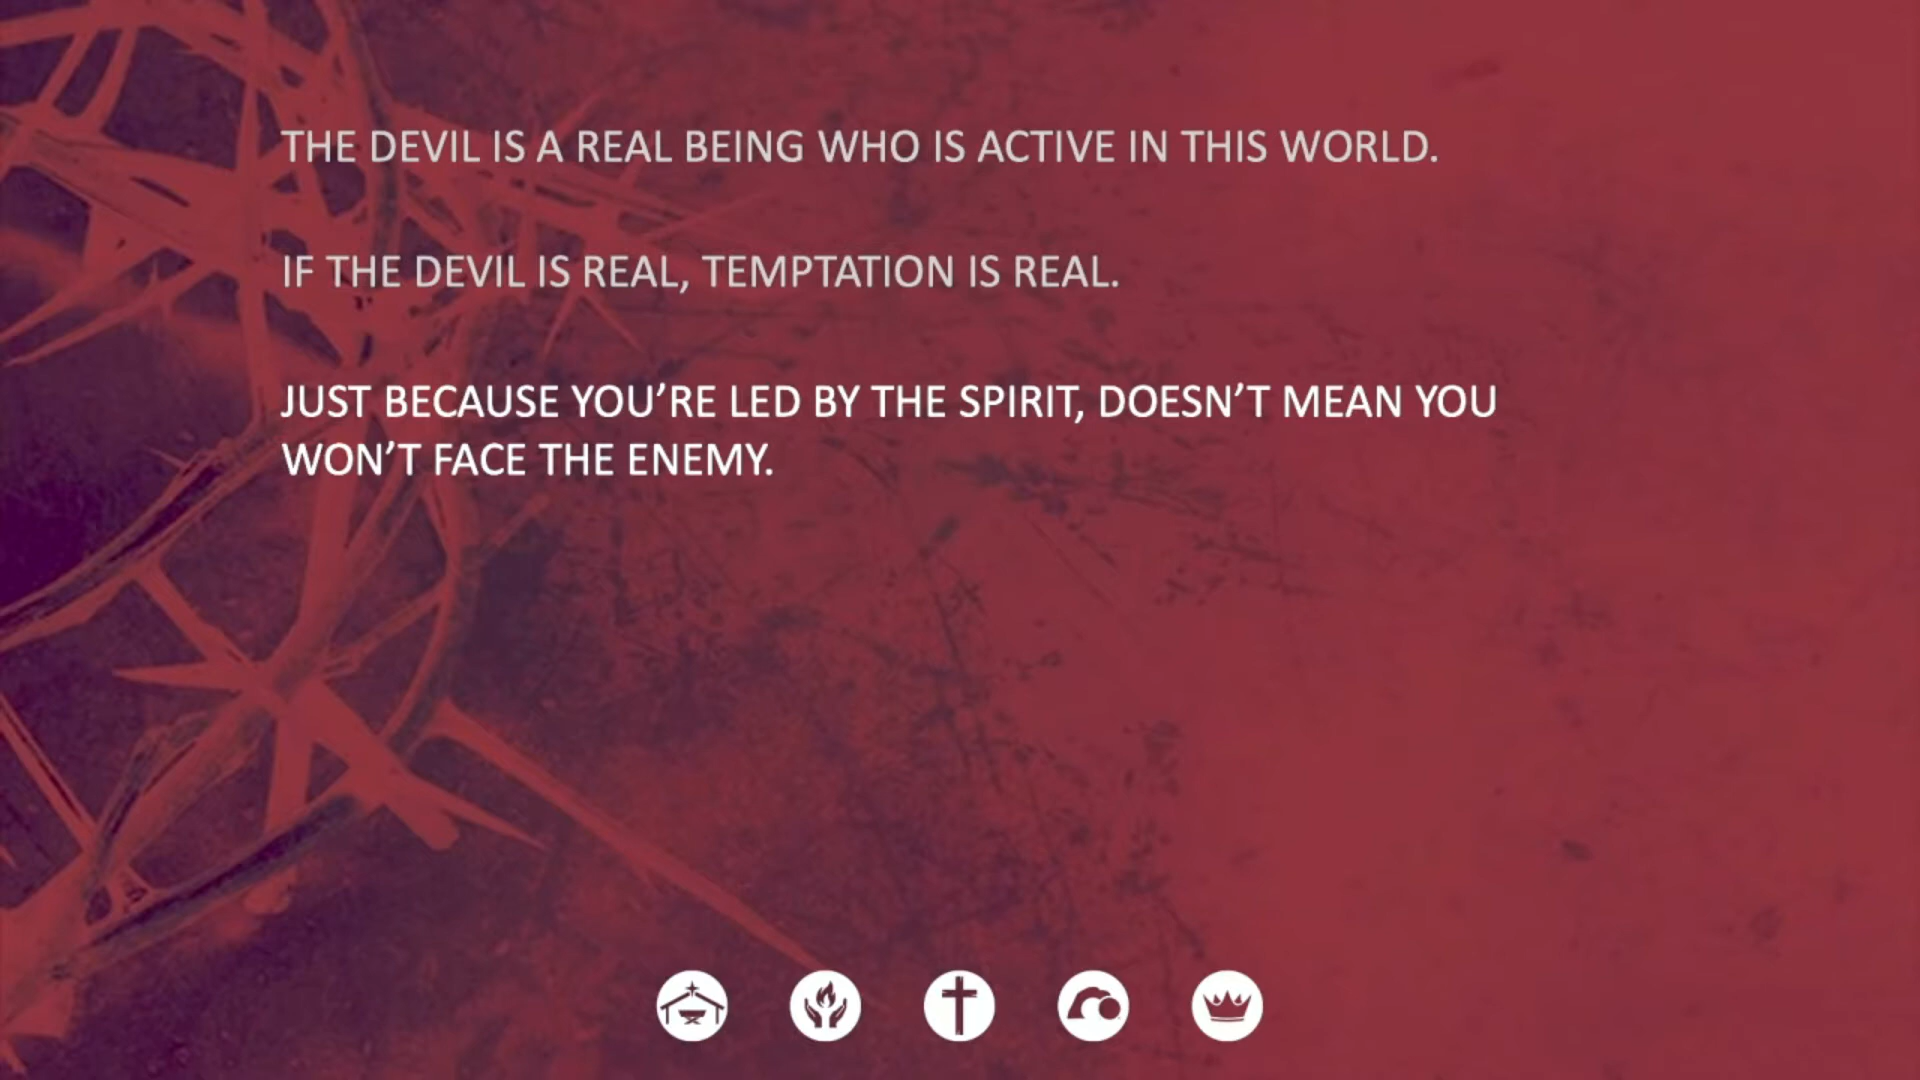 THE DEVIL IS A REAL BEING WHO IS ACTIVE IN THIS WORLD.
IF THE DEVIL IS REAL, TEMPTATION IS REAL.
JUST BECAUSE YOU’RE LED BY THE SPIRIT, DOESN’T MEAN YOU
WON’T FACE THE ENEMY.